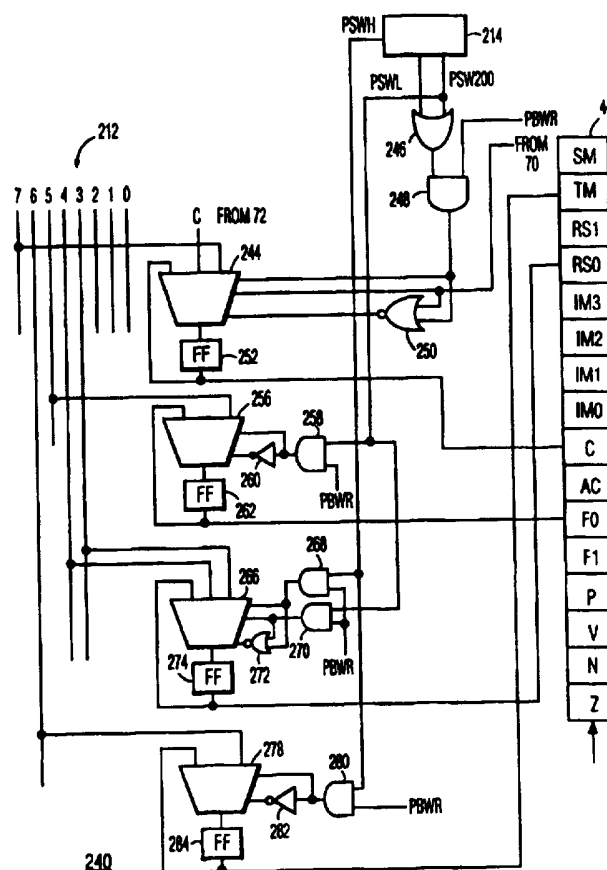 PSWH
214
PSWL
PSW200
212
246
PBWR
FROM
70
4
248
7 6 5 4 3 2 1 0
C FROM 72
244
250
FF
252
256
258
260
FF
262
PBWR
266
268
270
272
274
FF
PBWR
278
280
282
PBWR
284
FF
240
SM
TM
RS1
RS0
IM3
IM2
IM1
IM0
C
AC
F0
F1
P
V
N
Z